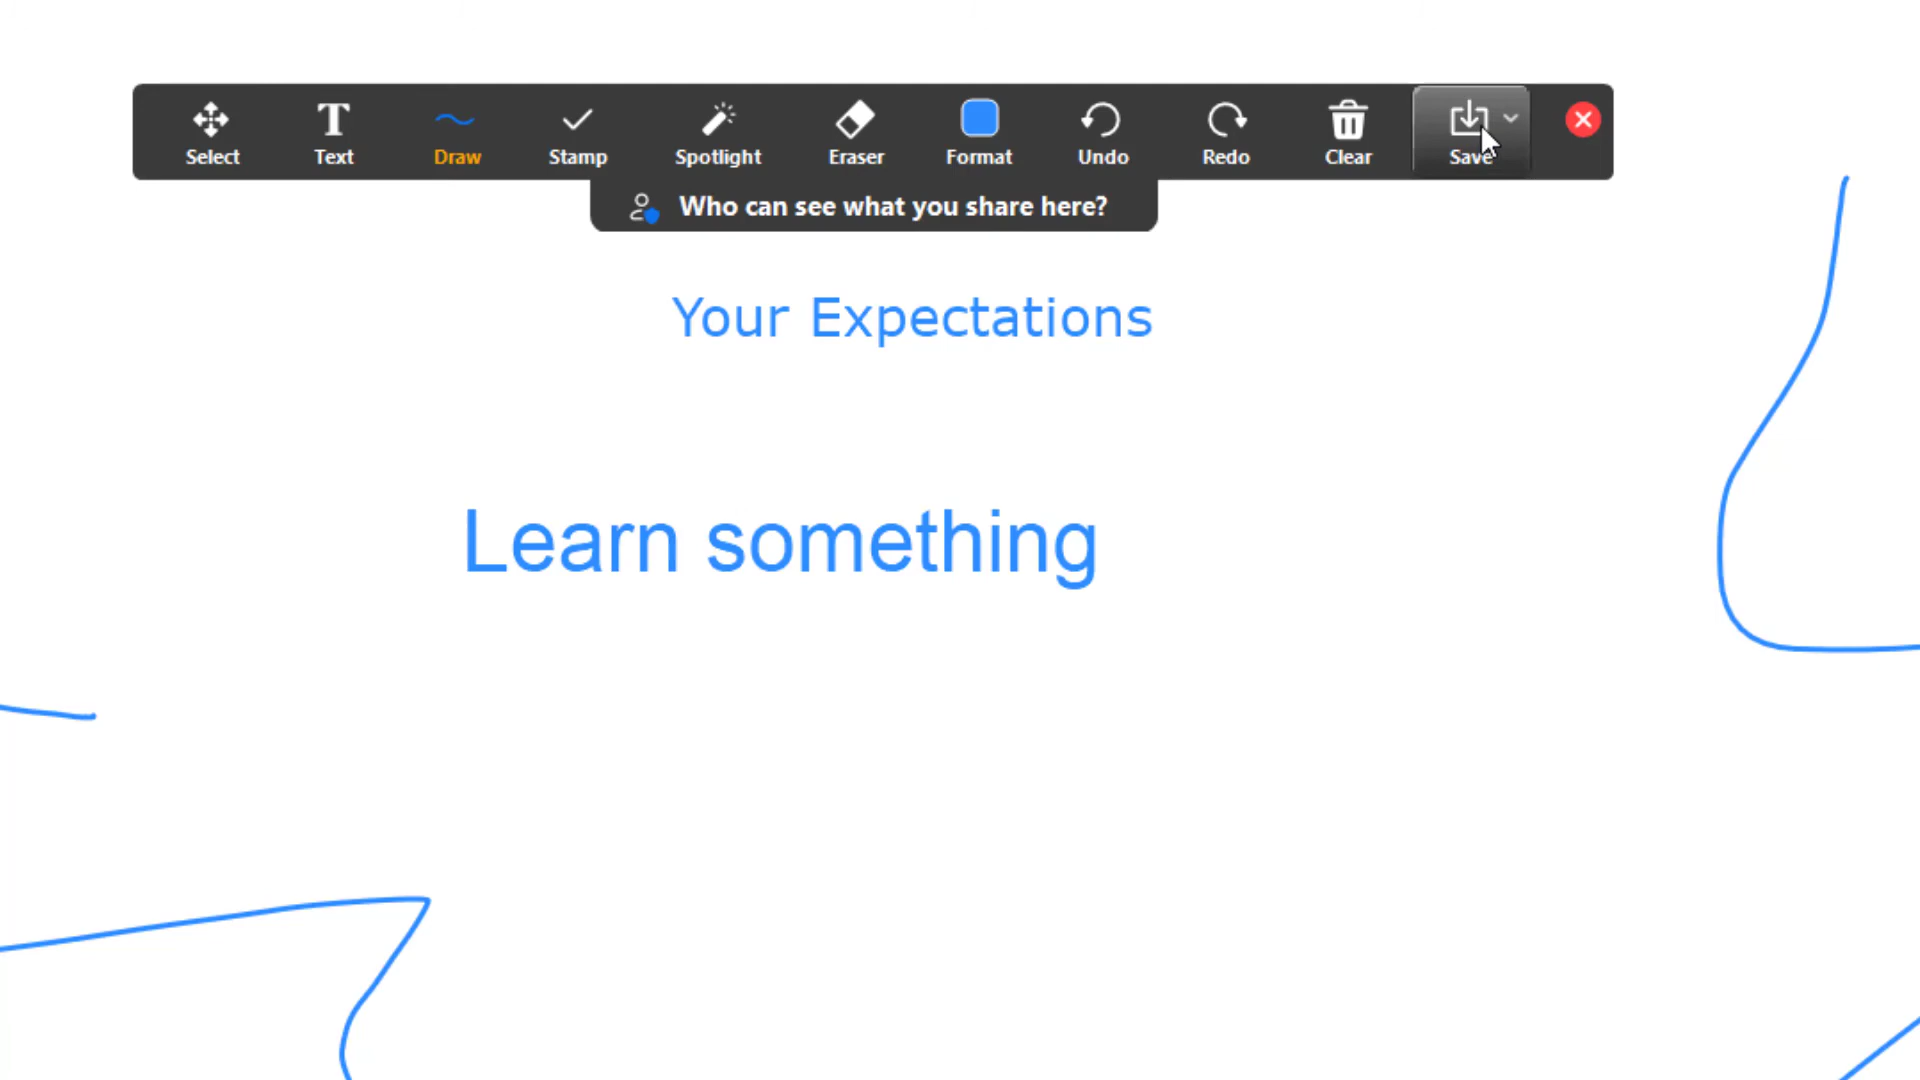 Select Text Draw Stamp Spotlight Eraser Format Undo Redo Clear Save
Who can see what you share here?
Your Expectations
Learn something